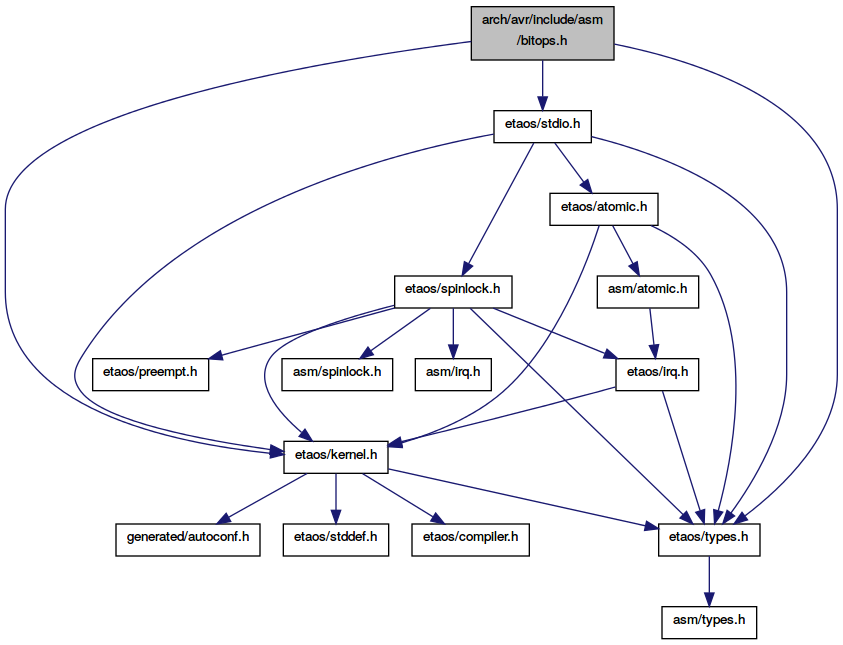 arch/avr/include/asm
/bitops.h
etaos/stdio.h
etaos/atomic.h
etaos/spinlock.h
asm/atomic.h
etaos/preempt.h
asm/spinlock.h
asm/irq.h
etaos/irq.h
etaos/kernel.h
generated/autoconf.h
etaos/stddef.h
etaos/compiler.h
etaos/types.h
asm/types.h